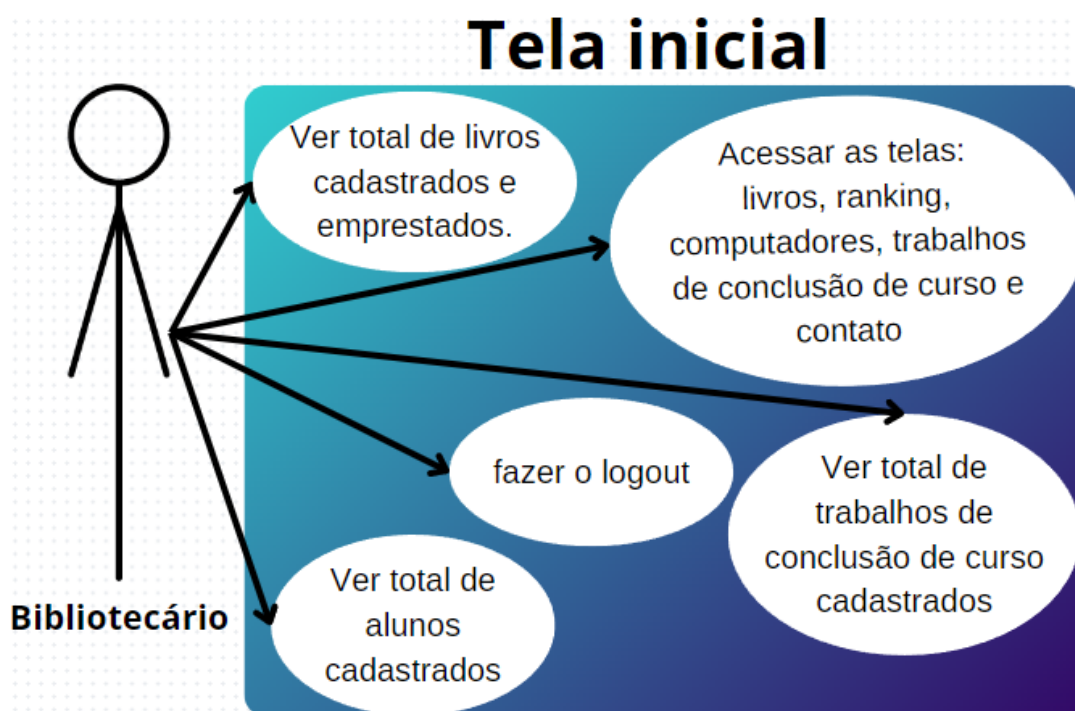 Tela inicial
Ver total de livros
cadastrados e
emprestados.
Acessar as telas:
livros, ranking,
computadores, trabalhos
de conclusão de curso e
contato
fazer o logout
Ver total de
trabalhos de
conclusão de curso
cadastrados
Ver total de
alunos
cadastrados
Bibliotecário